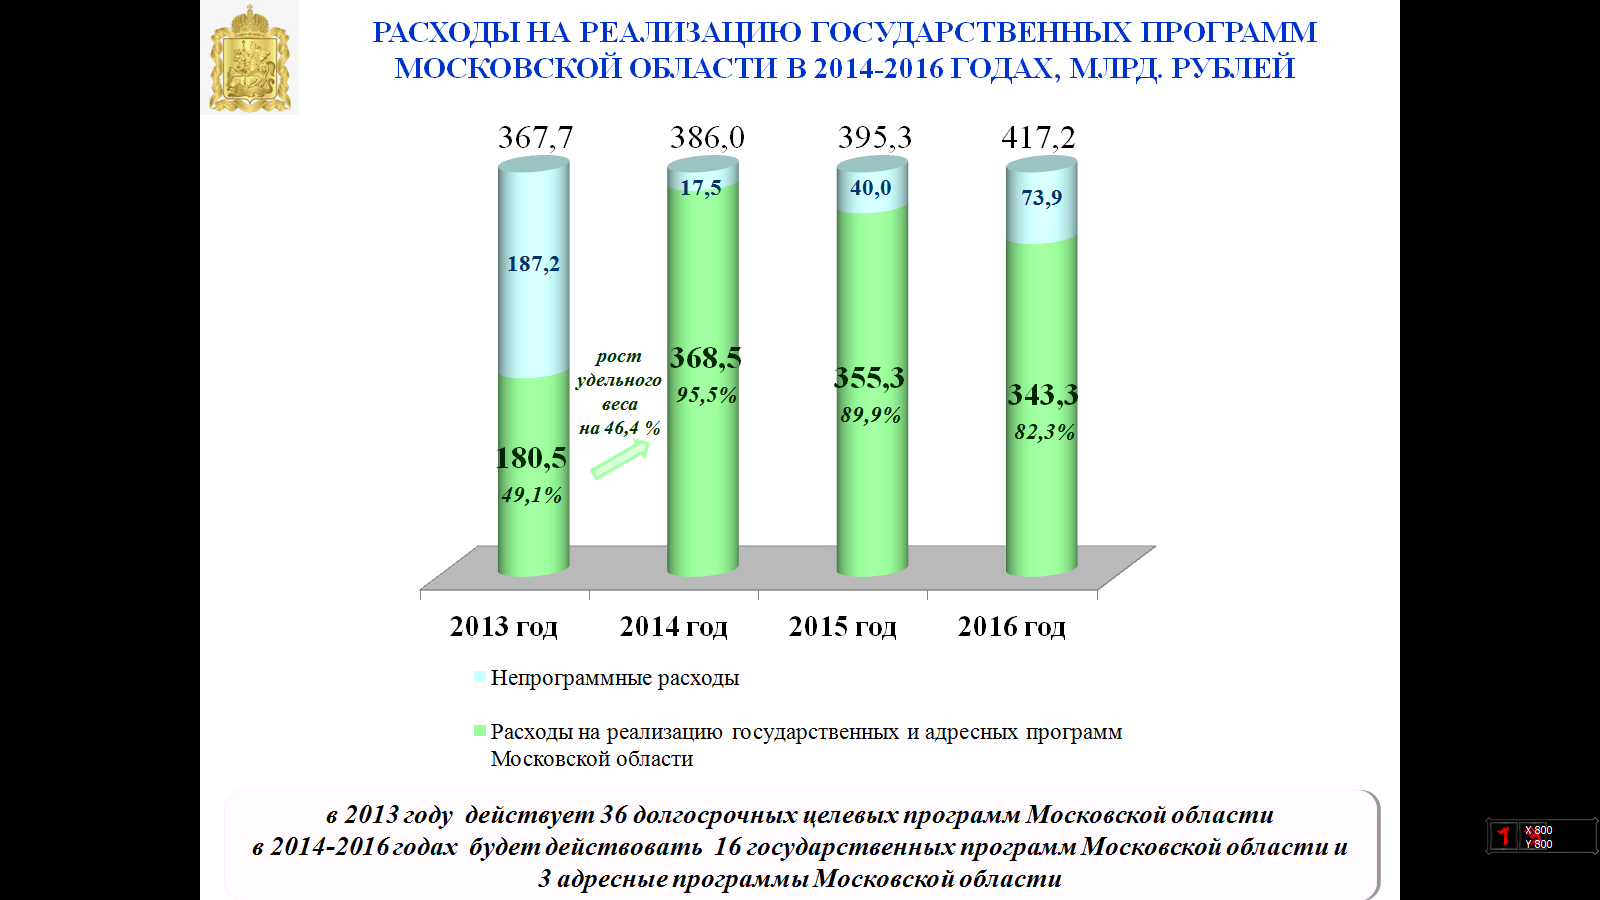 РАСХОДЫ НА РЕАЛИЗАЦИЮ ГОСУДАРСТВЕННЫХ ПРОГРАММ
МОСКОВСКОЙ ОБЛАСТИ В 2014-2016 ГОДАХ, МЛРД. РУБЛЕЙ
367,7
386,0
395,3
417,2
17,5
40,0
73,9
187,2
рост
удельного
веса
на 46,4 %
368,5
95,5%
355,3
89,9%
343,3
82,3%
180,5
49,1%
2013 год
2014 год
2015 год
2016 год
Непрограммные расходы
Расходы на реализацию государственных и адресных программ
Московской области
в 2013 году действует 36 долгосрочных целевых программ Московской области
в 2014-2016 годах будет действовать 16 государственных программ Московской области и
3 адресные программы Московской области
X 800
Y 800